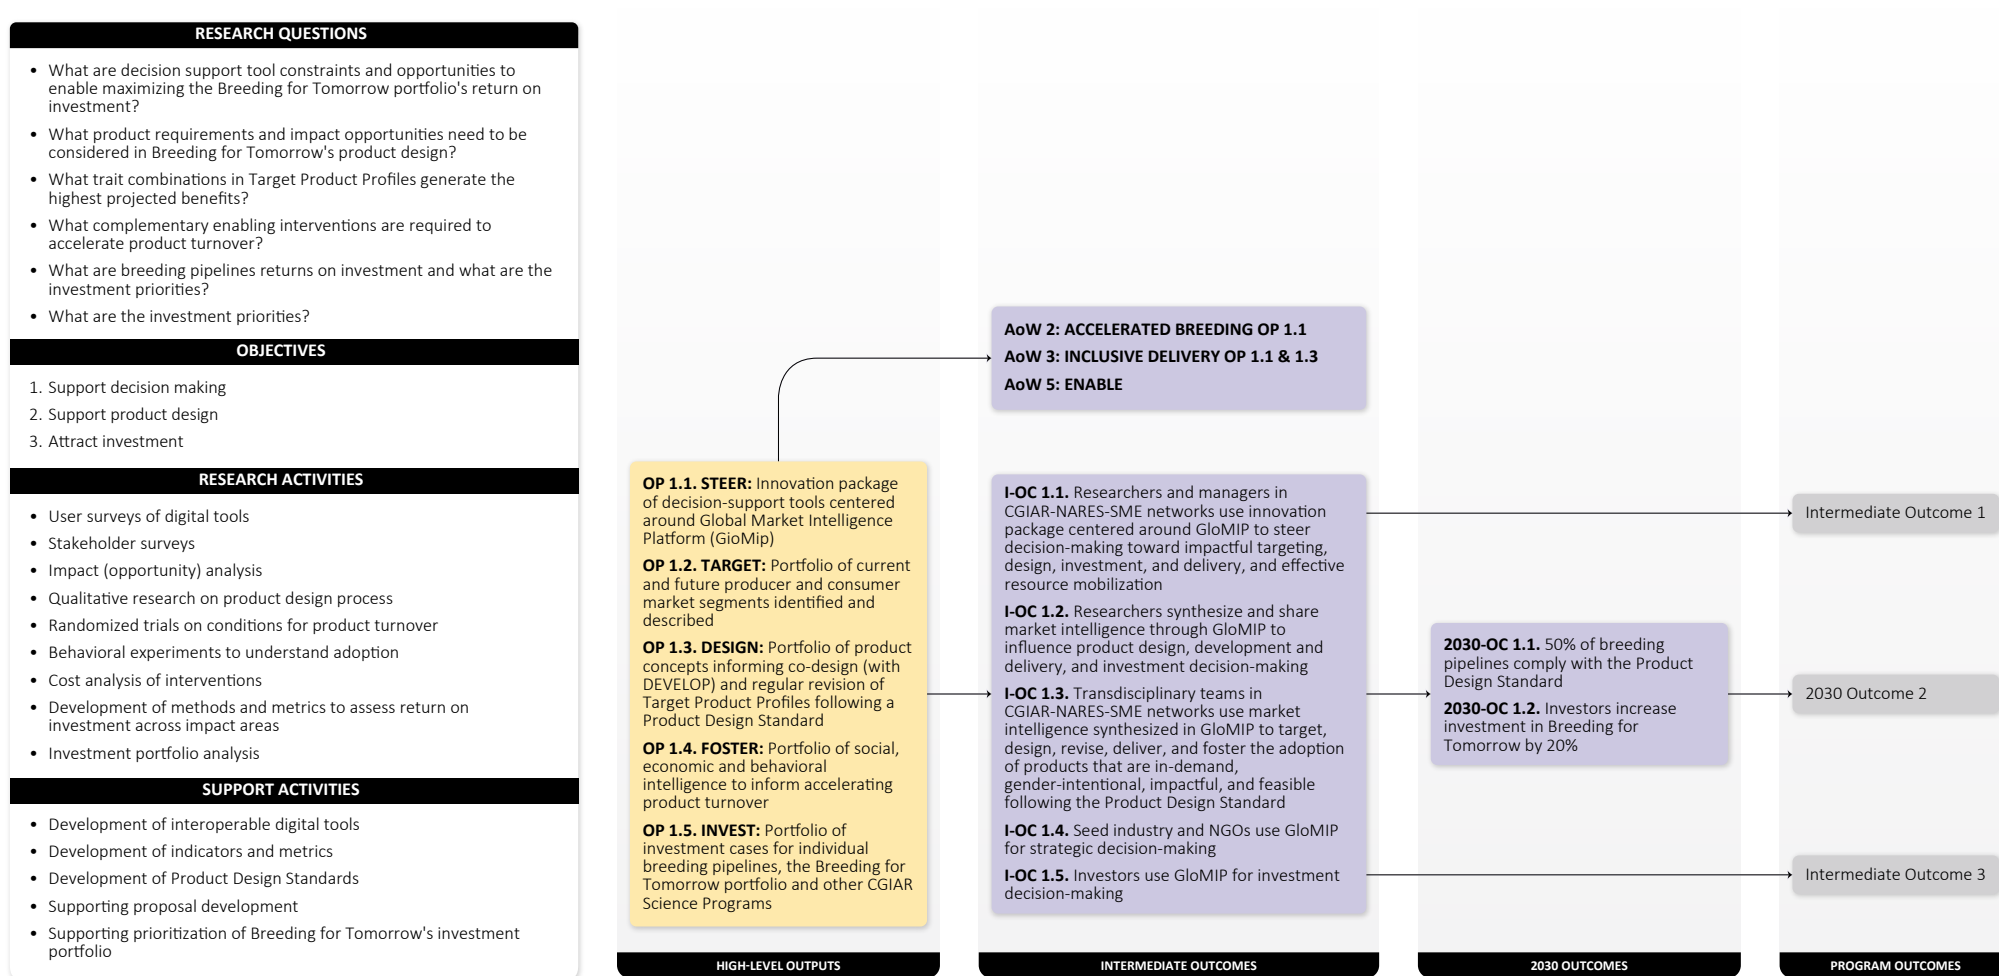 RESEARCH QUESTIONS
• What are decision support tool constraints and opportunities to
enable maximizing the Breeding for Tomorrow portfolio's return on
investment?
• What product requirements and impact opportunities need to be
considered in Breeding for Tomorrow's product design?
• What trait combinations in Target Product Profiles generate the
highest projected benefits?
• What complementary enabling interventions are required to
accelerate product turnover?
• What are breeding pipelines returns on investment and what are the
investment priorities?
• What are the investment priorities?
OBJECTIVES
1. Support decision making
2. Support product design
3. Attract investment
RESEARCH ACTIVITIES
• User surveys of digital tools
• Stakeholder surveys
• Impact (opportunity) analysis
• Qualitative research on product design process
• Randomized trials on conditions for product turnover
• Behavioral experiments to understand adoption
• Cost analysis of interventions
• Development of methods and metrics to assess return on
investment across impact areas
• Investment portfolio analysis
SUPPORT ACTIVITIES
• Development of interoperable digital tools
• Development of indicators and metrics
• Development of Product Design Standards
• Supporting proposal development
• Supporting prioritization of Breeding for Tomorrow's investment
portfolio
OP 1.1. STEER: Innovation package
of decision-support tools centered
around Global Market Intelligence
Platform (GioMip)
OP 1.2. TARGET: Portfolio of current
and future producer and consumer
market segments identified and
described
OP 1.3. DESIGN: Portfolio of product
concepts informing co-design (with
DEVELOP) and regular revision of
Target Product Profiles following a
Product Design Standard
OP 1.4. FOSTER: Portfolio of social,
economic and behavioral
intelligence to inform accelerating
product turnover
OP 1.5. INVEST: Portfolio of
investment cases for individual
breeding pipelines, the Breeding for
Tomorrow portfolio and other CGIAR
Science Programs
HIGH-LEVEL OUTPUTS
AoW 2: ACCELERATED BREEDING OP 1.1
AoW 3: INCLUSIVE DELIVERY OP 1.1 & 1.3
AoW 5: ENABLE
I-OC 1.1. Researchers and managers in
CGIAR-NARES-SME networks use innovation
package centered around GloMIP to steer
decision-making toward impactful targeting,
design, investment, and delivery, and effective
resource mobilization
I-OC 1.2. Researchers synthesize and share
market intelligence through GloMIP to
influence product design, development and
delivery, and investment decision-making
I-OC 1.3. Transdisciplinary teams in
CGIAR-NARES-SME networks use market
intelligence synthesized in GloMIP to target,
design, revise, deliver, and foster the adoption
of products that are in-demand,
gender-intentional, impactful, and feasible
following the Product Design Standard
I-OC 1.4. Seed industry and NGOs use GloMIP
for strategic decision-making
I-OC 1.5. Investors use GloMIP for investment
decision-making
INTERMEDIATE OUTCOMES
2030-OC 1.1. 50% of breeding
pipelines comply with the Product
Design Standard
2030-OC 1.2. Investors increase
investment in Breeding for
Tomorrow by 20%
2030 OUTCOMES
Intermediate Outcome 1
2030 Outcome 2
Intermediate Outcome 3
PROGRAM OUTCOMES